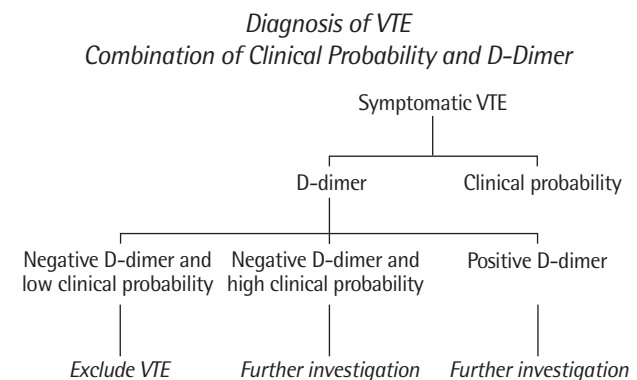 Diagnosis of VTE
Combination of Clinical Probability and D-Dimer
Symptomatic VTE
D-dimer
Clinical probability
Negative D-dimer and
low clinical probability
Negative D-dimer and
high clinical probability
Positive D-dimer
Exclude VTE
Further investigation
Further investigation